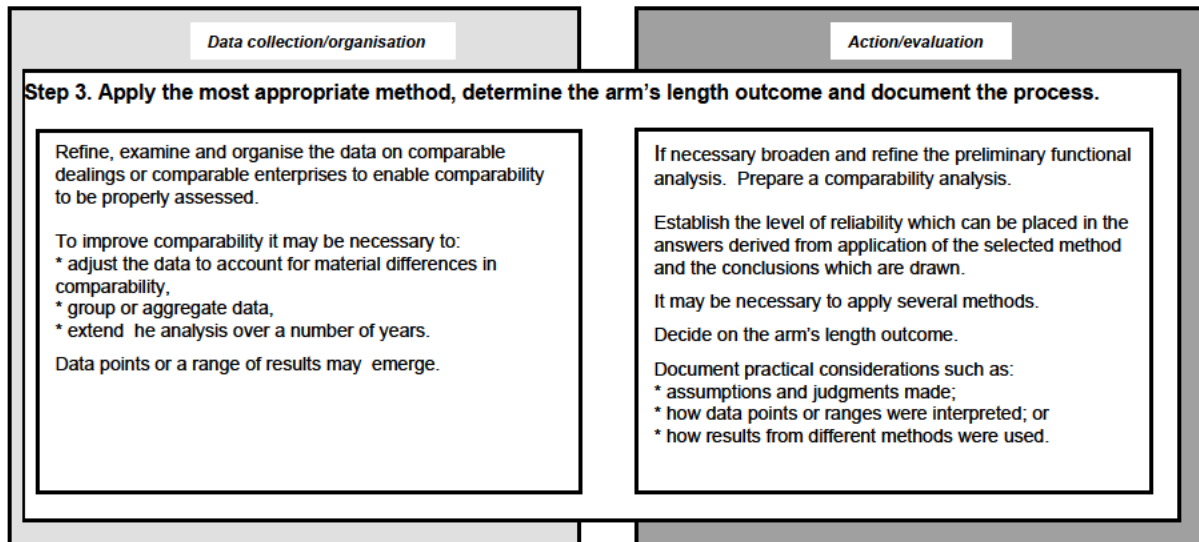 Data collection/organisation
Action/evaluation
Step 3. Apply the most appropriate method, determine the arm's length outcome and document the process.
Refine, examine and organise the data on comparable
dealings or comparable enterprises to enable comparability
to be properly assessed.
To improve comparability it may be necessary to:
* adjust the data to account for material differences in
comparability,
* group or aggregate data,
* extend he analysis over a number of years.
Data points or a range of results may emerge.
If necessary broaden and refine the preliminary functional
analysis. Prepare a comparability analysis.
Establish the level of reliability which can be placed in the
answers derived from application of the selected method
and the conclusions which are drawn.
It may be necessary to apply several methods.
Decide on the arm's length outcome.
Document practical considerations such as:
* assumptions and judgments made;
* how data points or ranges were interpreted; or
* how results from different methods were used.